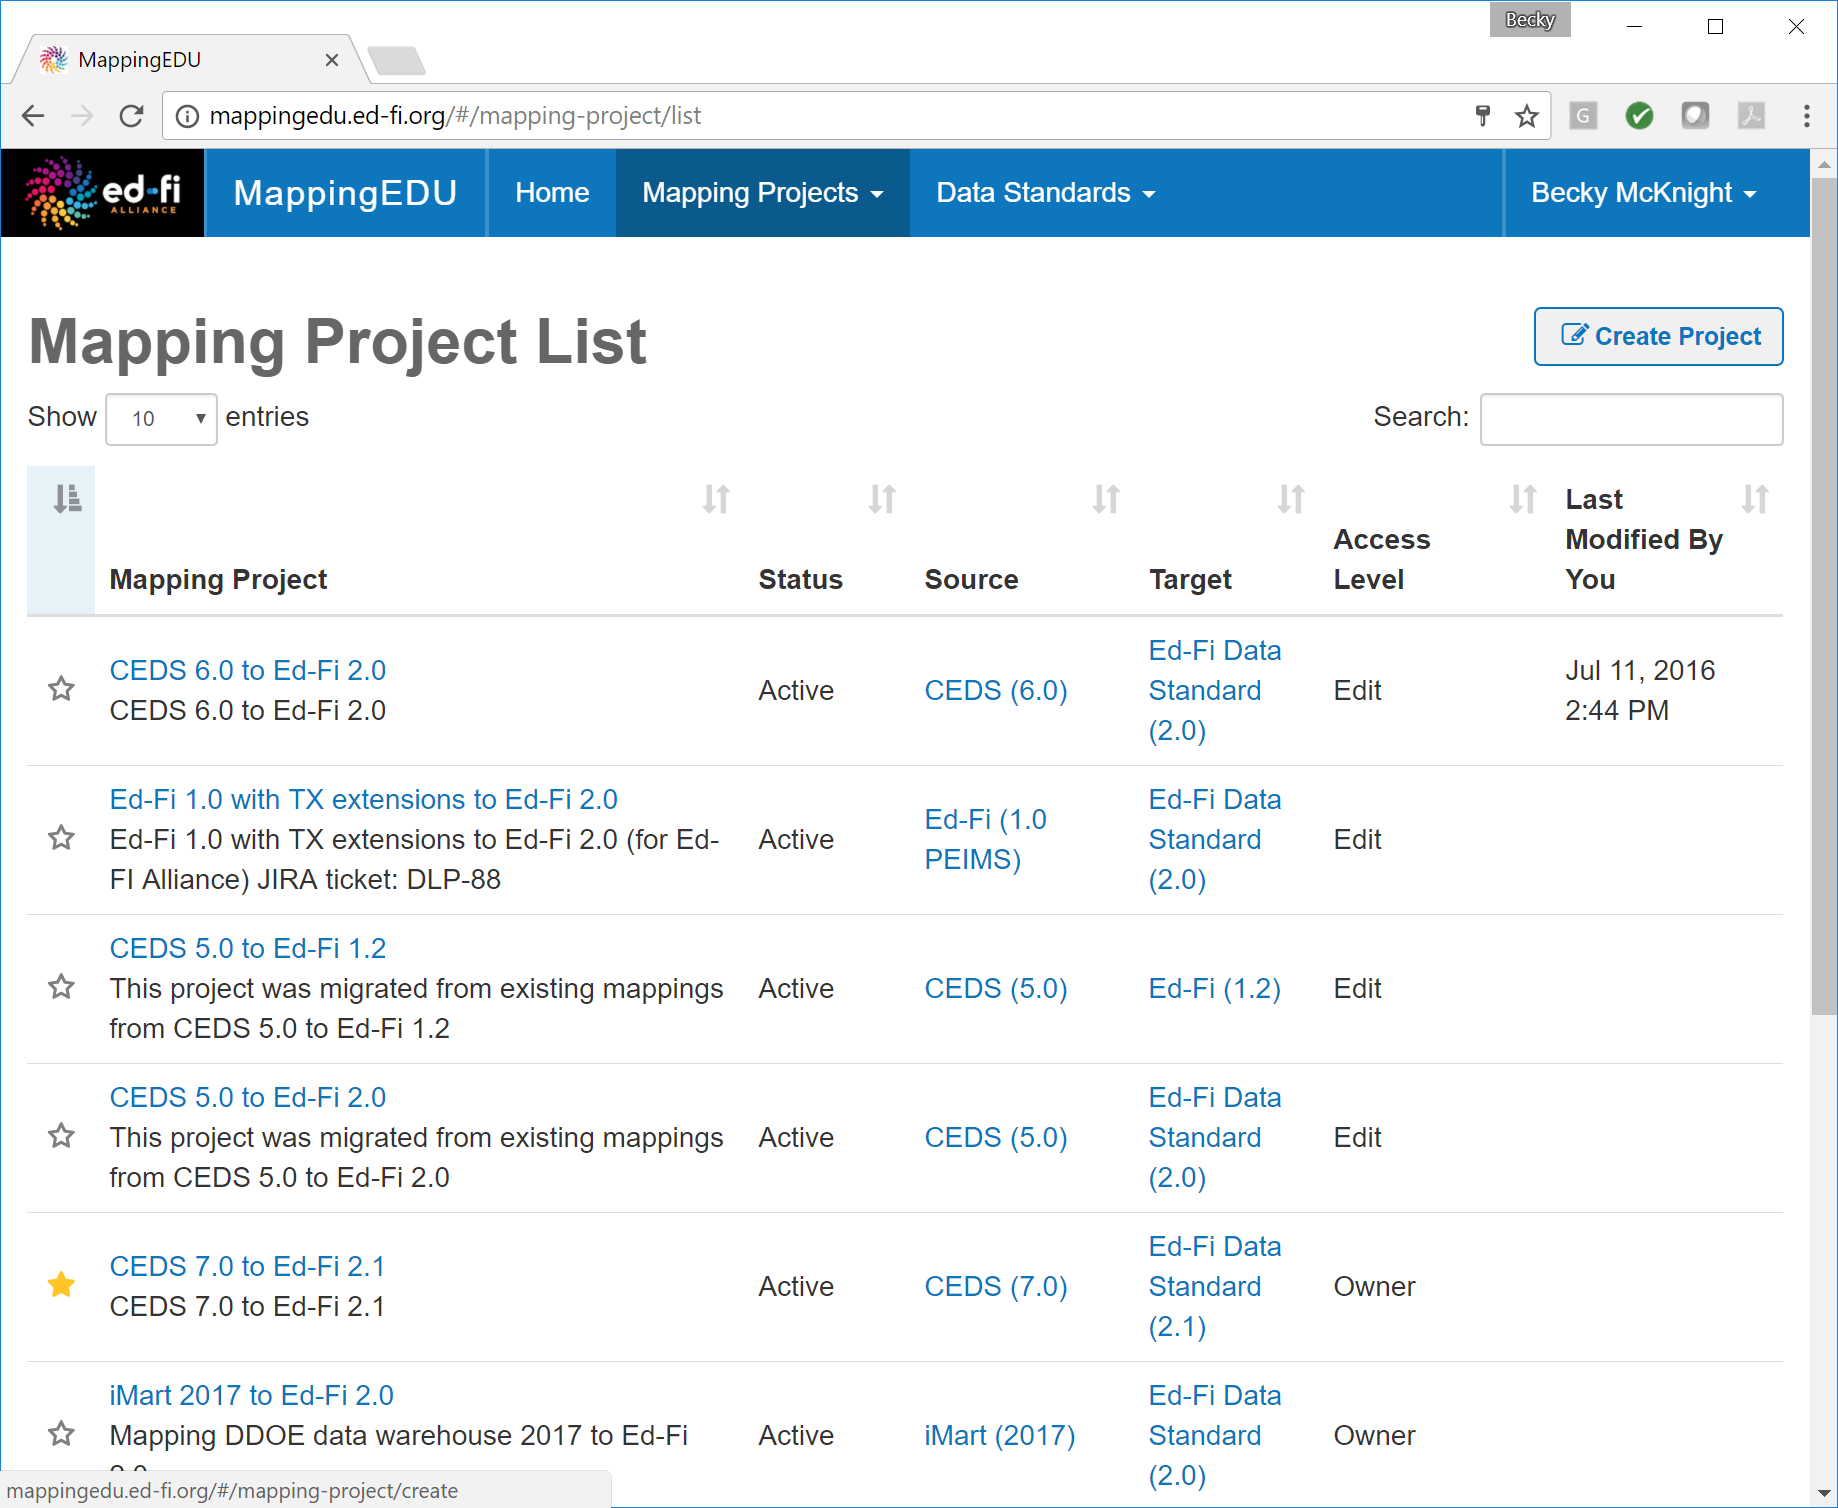 Becky
MappingEDU
mappingedu.ed-fi.org/#/mapping-project/list
G
ed-fi
ALLIANCE
MappingEDU
Home
Mapping Projects
Data Standards
Becky McKnight
Mapping Project List
Create Project
Show 10 entries
Search:
Mapping Project
Status
Source
Target
Access
Level
Last
Modified By
You
CEDS 6.0 to Ed-Fi 2.0
CEDS 6.0 to Ed-Fi 2.0
Active
CEDS (6.0)
Ed-Fi Data
Standard
(2.0)
Edit
Jul 11, 2016
2:44 PM
Ed-Fi 1.0 with TX extensions to Ed-Fi 2.0
Ed-Fi 1.0 with TX extensions to Ed-Fi 2.0 (for Ed-
FI Alliance) JIRA ticket: DLP-88
Active
Ed-Fi (1.0
PEIMS)
Ed-Fi Data
Standard
(2.0)
Edit
CEDS 5.0 to Ed-Fi 1.2
This project was migrated from existing mappings
from CEDS 5.0 to Ed-Fi 1.2
Active
CEDS (5.0)
Ed-Fi (1.2)
Edit
CEDS 5.0 to Ed-Fi 2.0
This project was migrated from existing mappings
from CEDS 5.0 to Ed-Fi 2.0
Active
CEDS (5.0)
Ed-Fi Data
Standard
(2.0)
Edit
CEDS 7.0 to Ed-Fi 2.1
CEDS 7.0 to Ed-Fi 2.1
Active
CEDS (7.0)
Ed-Fi Data
Standard
(2.1)
Owner
iMart 2017 to Ed-Fi 2.0
Mapping DDOE data warehouse 2017 to Ed-Fi
Active
iMart (2017)
Ed-Fi Data
Standard
(2.0)
Owner
mappingedu.ed-fi.org/#/mapping-project/create